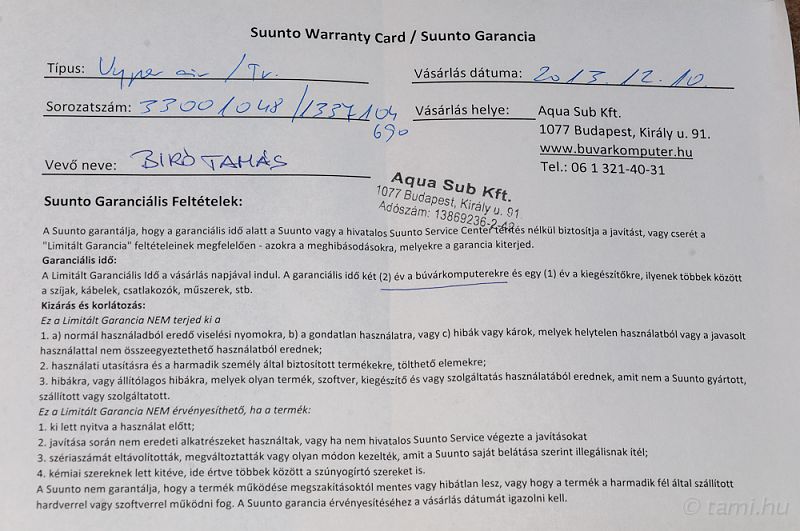 Suunto Warranty Card / Suunto Garancia
Típus: Vyper air / Tr.
Vásárlás dátuma: 2013.12.10.
Sorozatszám: 33001048 /1337104
690
Vásárlás helye: Aqua Sub Kft.
1077 Budapest, Király u. 91.
www.buvarkomputer.hu
Tel.: 06 1 321-40-31
Vevő neve: BIRÓ TAMÁS
Aqua Sub Kft.
1077 Budapest, Király u. 91
Adószám: 13869236-2-42
Suunto Garanciális Feltételek:
A Suunto garantálja, hogy a garanciális idő alatt a Suunto vagy a hivatalos Suunto Service Center térítés nélkül biztosítja a javítást, vagy cserét a
"Limitált Garancia" feltételeinek megfelelően - azokra a meghibásodásokra, melyekre a garancia kiterjed.
Garanciális idő:
A Limitált Garanciális Idő a vásárlás napjával indul. A garanciális idő két (2) év a búvárkomputerekre és egy (1) év a kiegészítőkre, ilyenek többek között
a szíjak, kábelek, csatlakozók, műszerek, stb.
Kizárás és korlátozás:
Ez a Limitált Garancia NEM terjed ki a
1. a) normál használadból eredő viselési nyomokra, b) a gondatlan használatra, vagy c) hibák vagy károk, melyek helytelen használatból vagy a javasolt
használattal nem összeegyeztethető használatból erednek;
2. használati utasításra és a harmadik személy által biztosított termékekre, tölthető elemekre;
3. hibákra, vagy állítólagos hibákra, melyek olyan termék, szoftver, kiegészítő és vagy szolgáltatás használatából erednek, amit nem a Suunto gyártott,
szállított vagy szolgáltatott.
Ez a Limitált Garancia NEM érvényesíthető, ha a termék:
1. ki lett nyitva a használat előtt;
2. javítása során nem eredeti alkatrészeket használtak, vagy ha nem hivatalos Suunto Service végezte a javításokat
3. szériaszámát eltávolították, megváltoztatták vagy olyan módon kezelték, amit a Suunto saját belátása szerint illegálisnak ítél;
4. kémiai szereknek lett kitéve, ide értve többek között a szúnyogirtó szereket is.
A Suunto nem garantálja, hogy a termék működése megszakításoktól mentes vagy hibátlan lesz, vagy hogy a termék a harmadik fél által szállított
hardverrel vagy szoftverrel működni fog. A Suunto garancia érvényesítéséhez a vásárlás dátumát igazolni kell.
© tami.hu